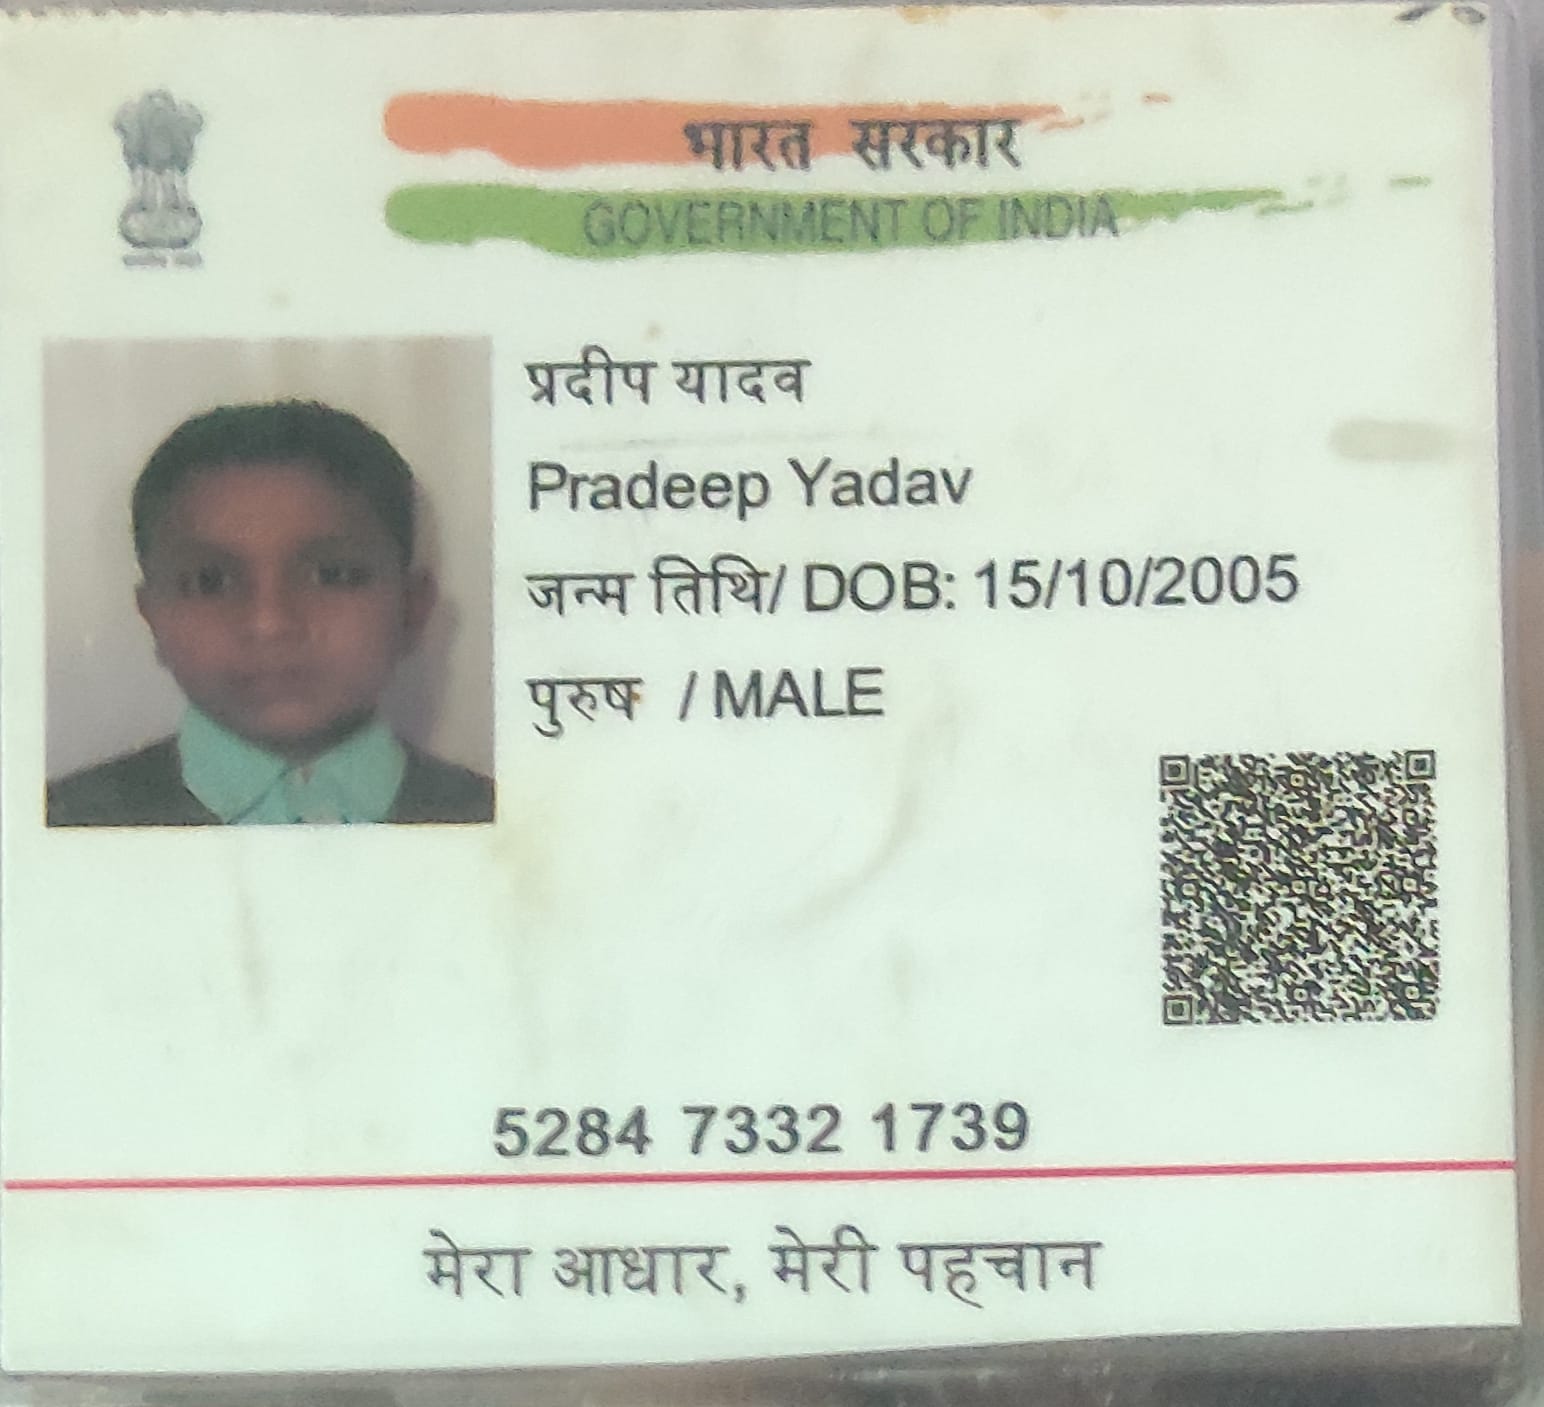 भारत सरकार
GOVERNMENT OF INDIA
प्रदीप यादव
Pradeep Yadav
जन्म तिथि/ DOB: 15/10/2005
पुरुष / MALE
5284 7332 1739
मेरा आधार, मेरी पहचान